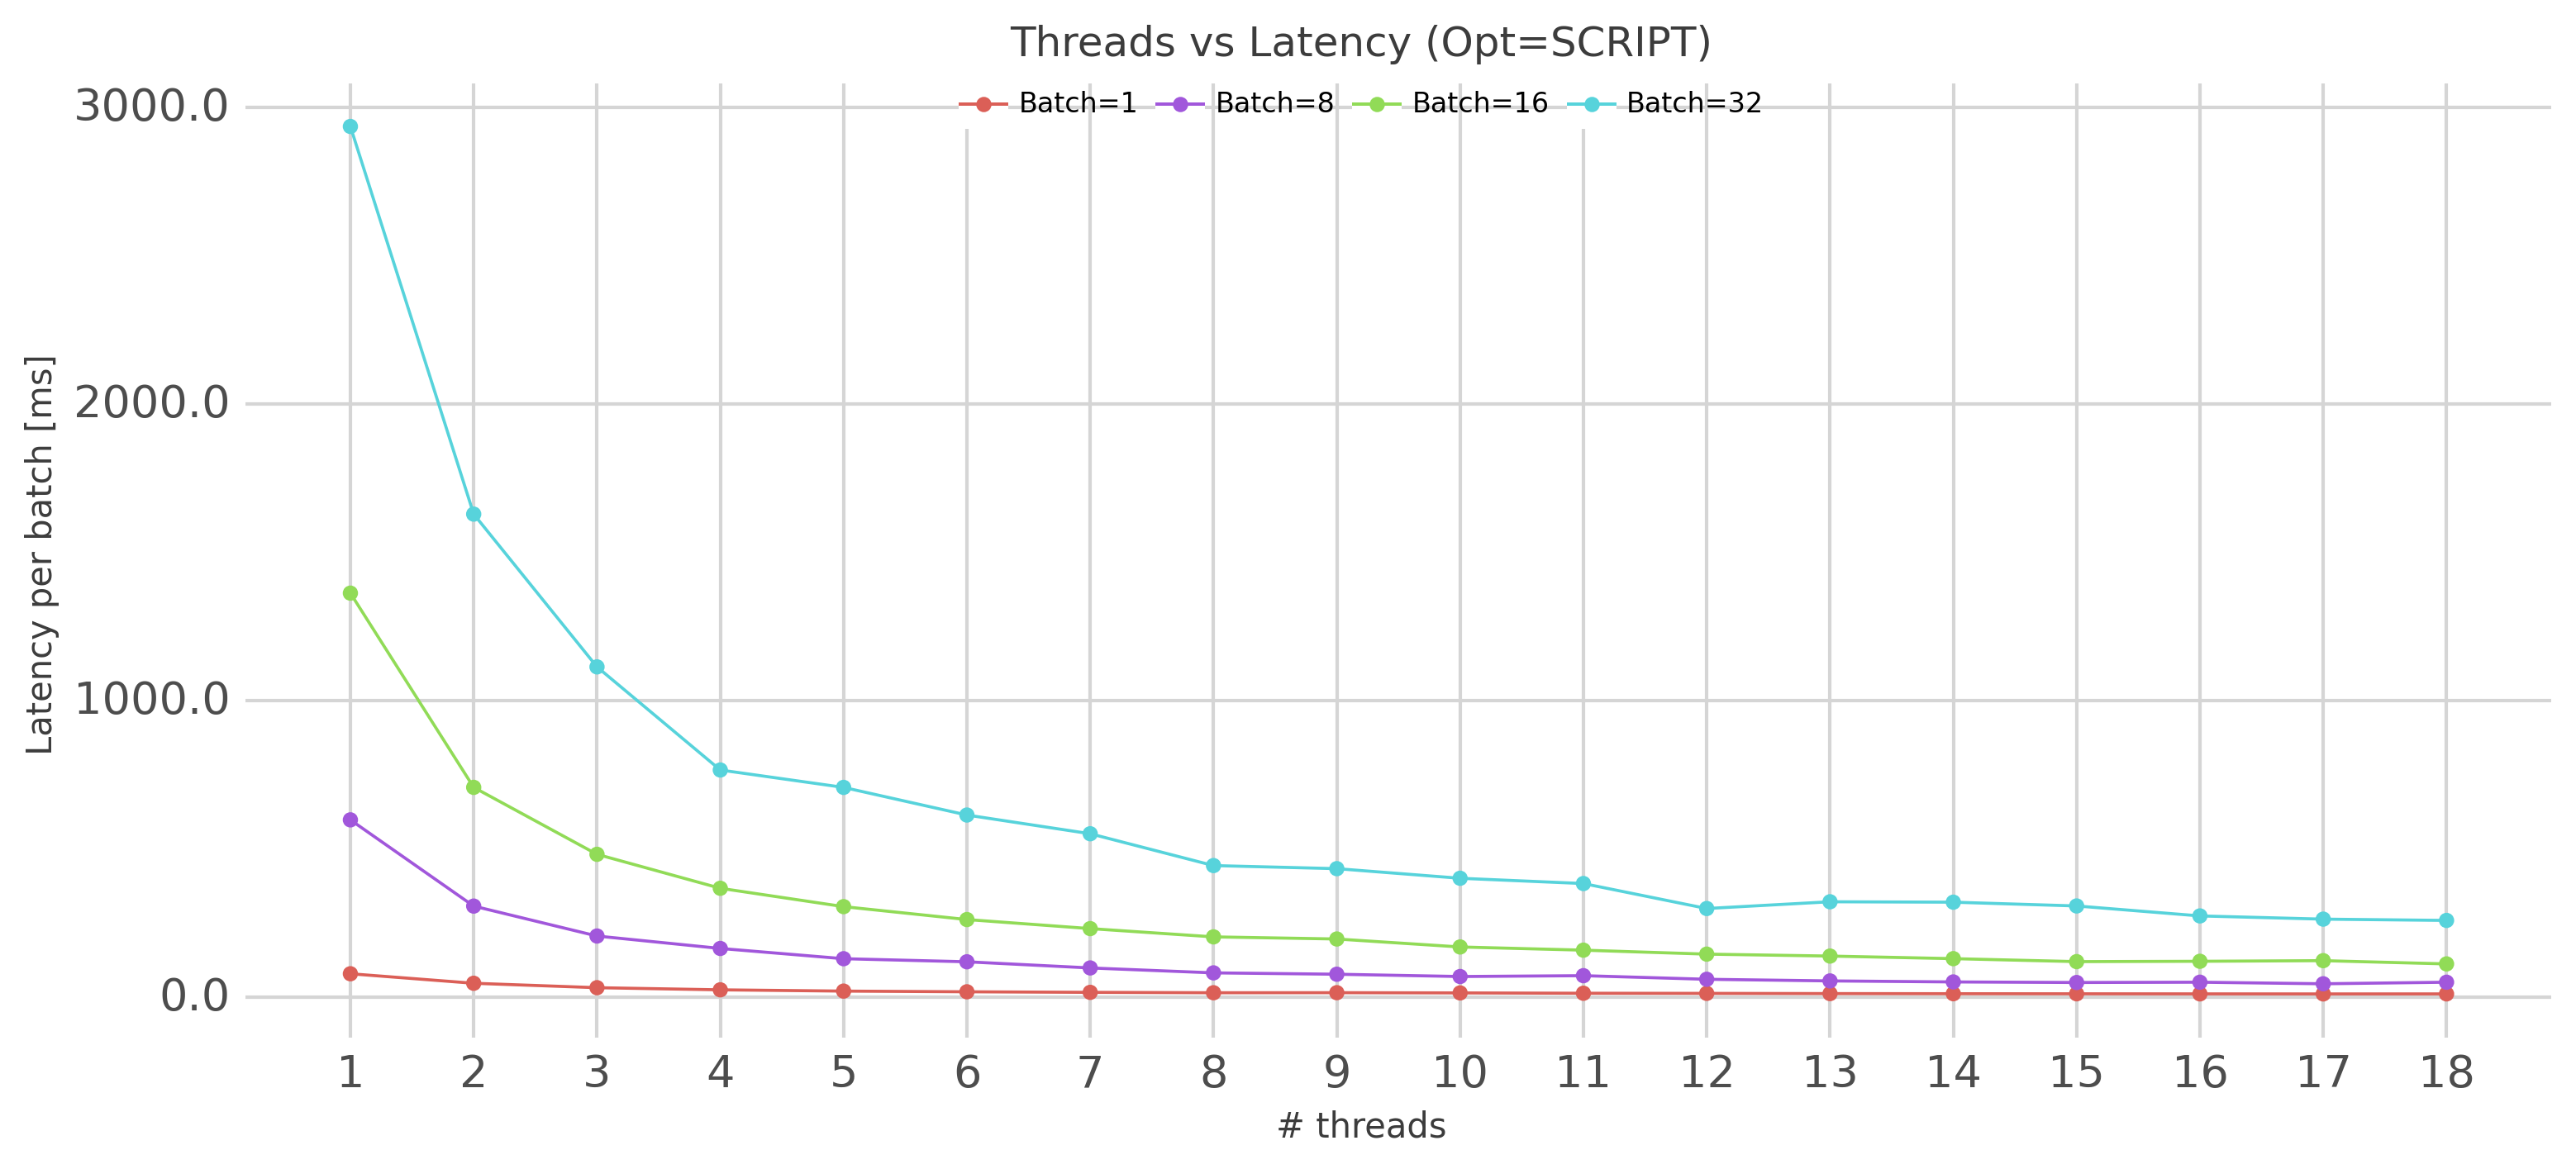 Threads vs Latency (Opt=SCRIPT)
Batch=1 Batch=8 Batch=16 Batch=32
3000.0
2000.0
1000.0
0.0
Latency per batch [ms]
1 2 3 4 5 6 7 8 9 10 11 12 13 14 15 16 17 18
# threads